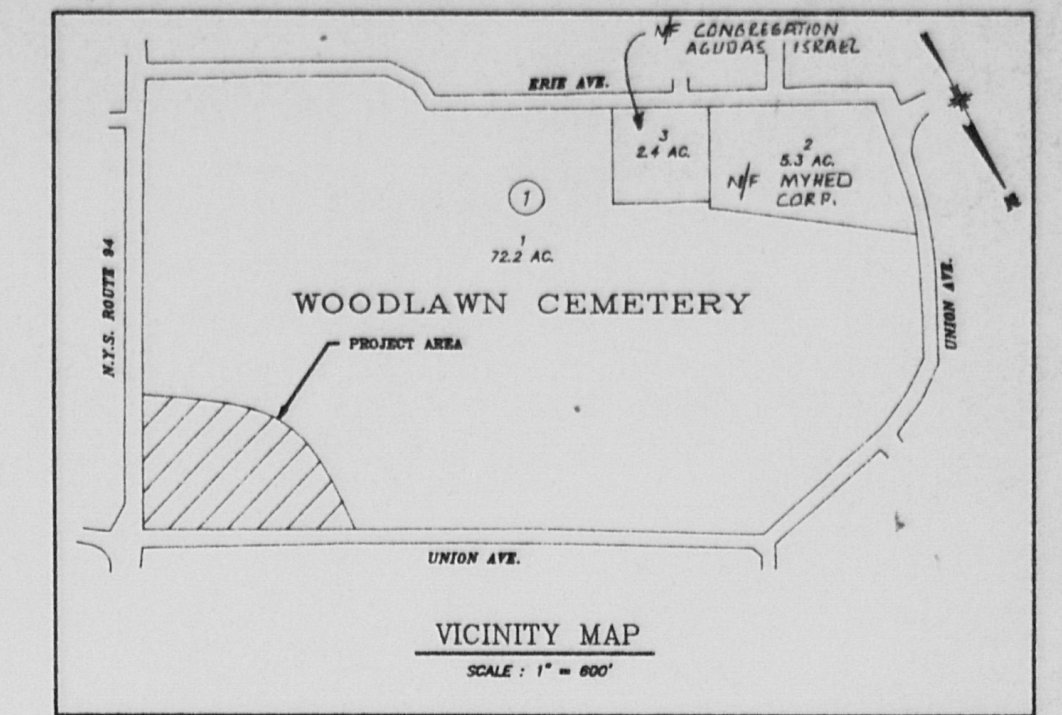 N/F CONGREGATION
AGUDAS ISRAEL
ERIE AVE.
3
2.4 AC.
2
5.3 AC.
N/F MYHED
CORP.
1
1
72.2 AC.
N.Y.S. ROUTE 94
UNION AVE.
WOODLAWN CEMETERY
PROJECT AREA
UNION AVE.
VICINITY MAP
SCALE : 1" = 600'